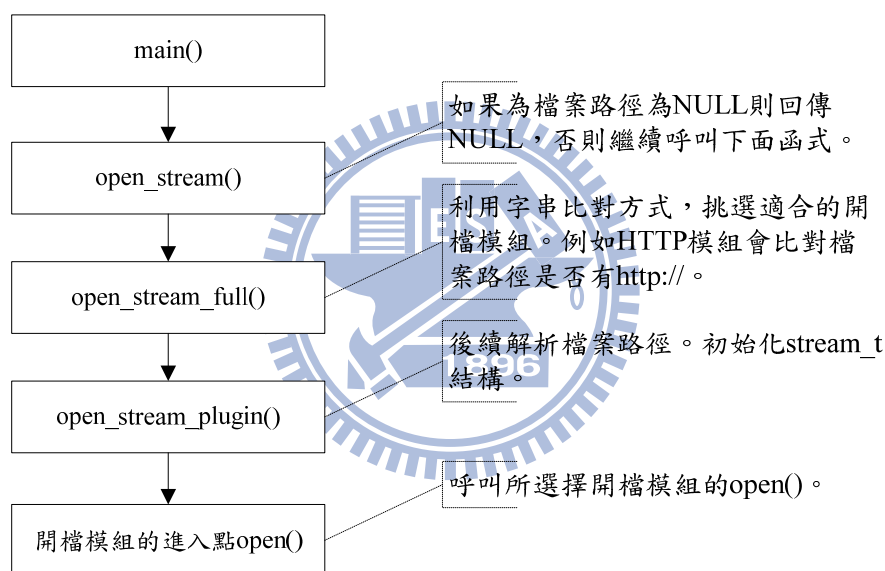 main()
如果為檔案路徑為NULL則回傳
NULL，否則繼續呼叫下面函式。
open_stream()
利用字串比對方式，挑選適合的開
檔模組。例如HTTP模組會比對檔
案路徑是否有http://。
open_stream_full()
後續解析檔案路徑。初始化stream_t
結構。
open_stream_plugin()
呼叫所選擇開檔模組的open()。
開檔模組的進入點open()
ES
A
1896